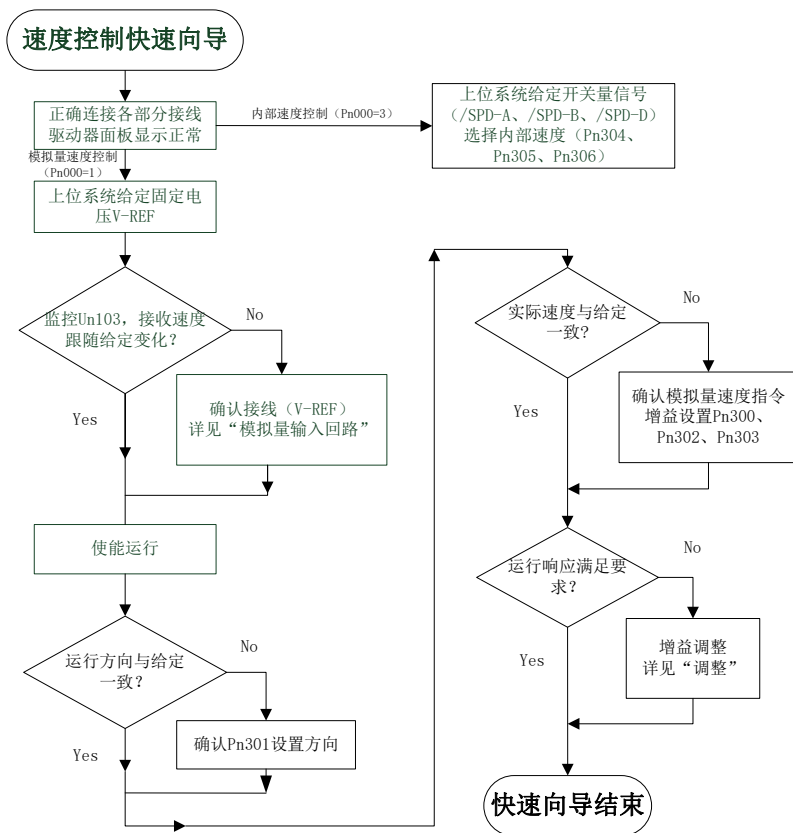 速度控制快速向导
正确连接各部分接线
驱动器面板显示正常
内部速度控制（Pn000=3）
上位系统给定开关量信号
（/SPD-A、/SPD-B、/SPD-D）
选择内部速度（Pn304、
Pn305、Pn306）
模拟量速度控制
（Pn000=1）
上位系统给定固定电
压V-REF
监控Un103，接收速度
跟随给定变化？
No
Yes
确认接线（V-REF）
详见“模拟量输入回路”
使能运行
运行方向与给定
一致？
No
Yes
确认Pn301设置方向
实际速度与给定
一致?
No
Yes
确认模拟量速度指令
增益设置Pn300、
Pn302、Pn303
运行响应满足要
求？
No
Yes
增益调整
详见“调整”
快速向导结束